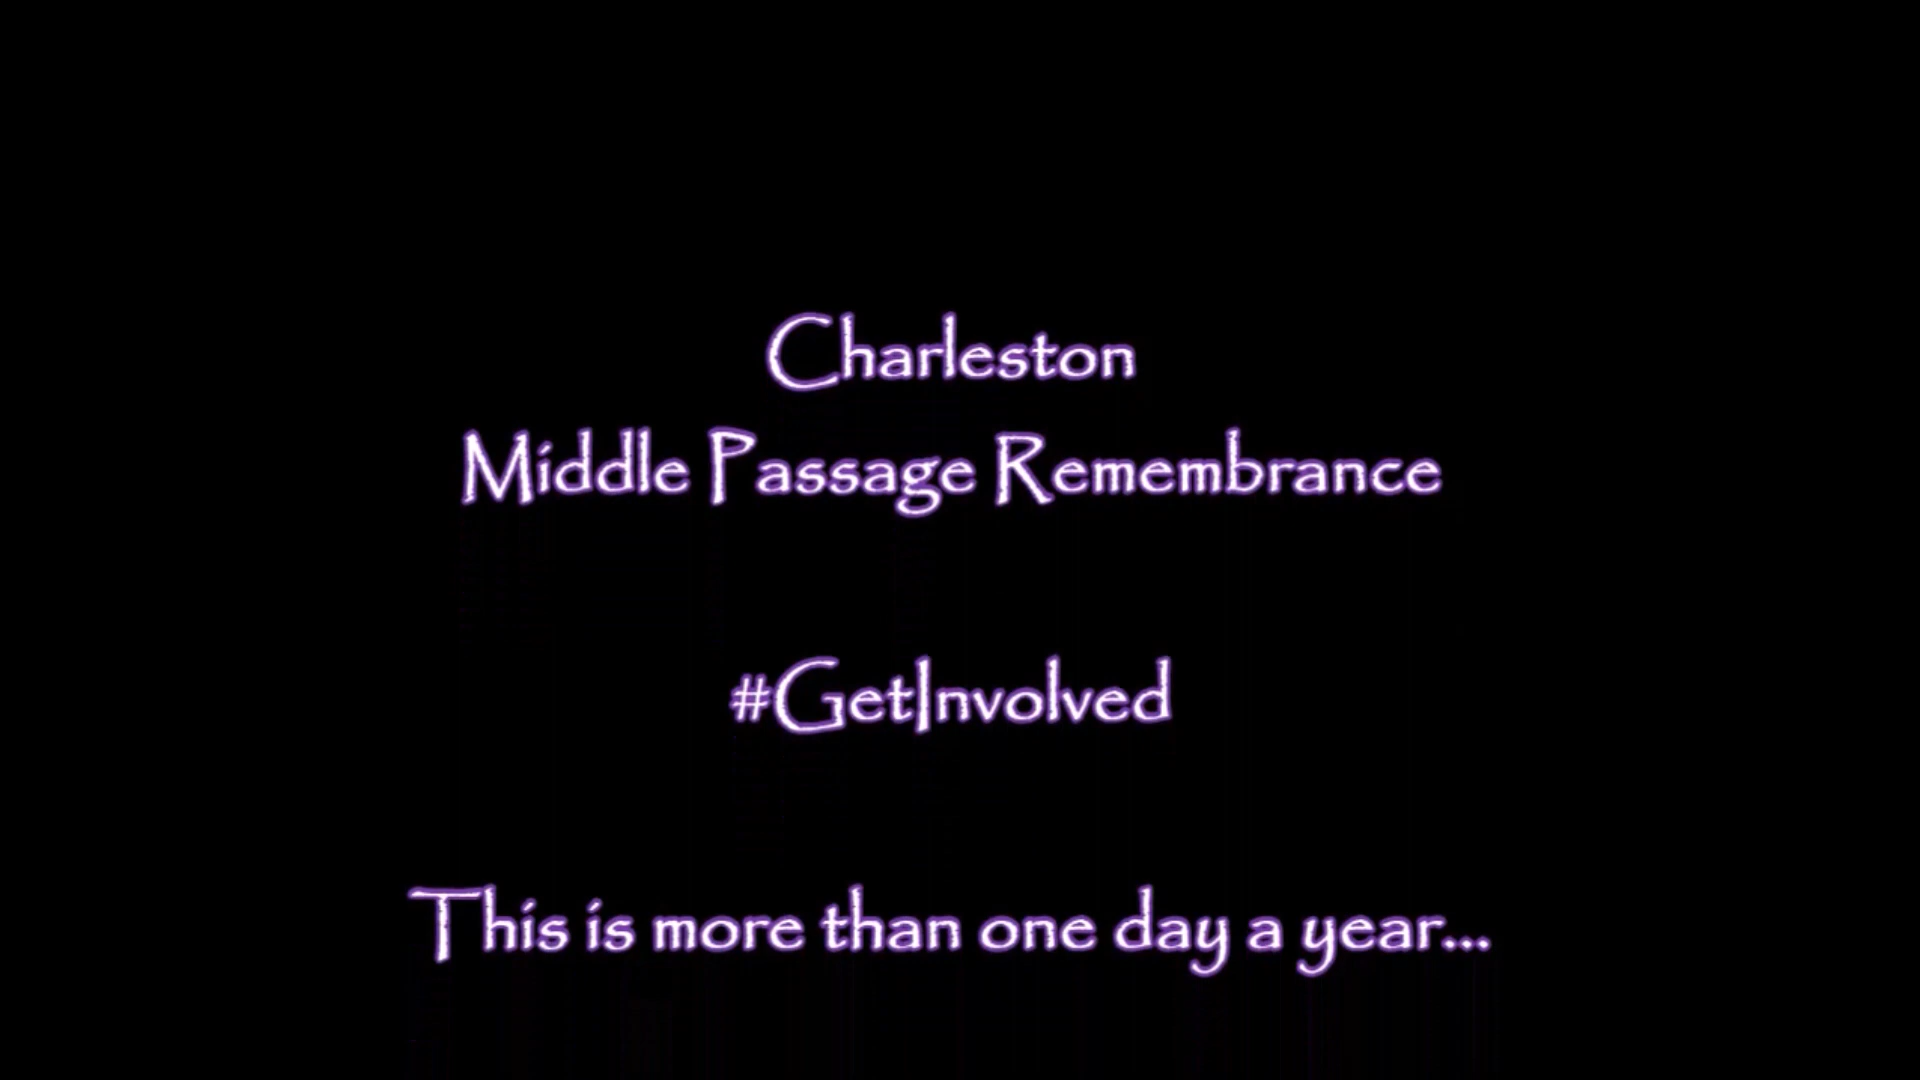 Charleston
Middle Passage Remembrance
#GetInvolved
This is more than one day a year...